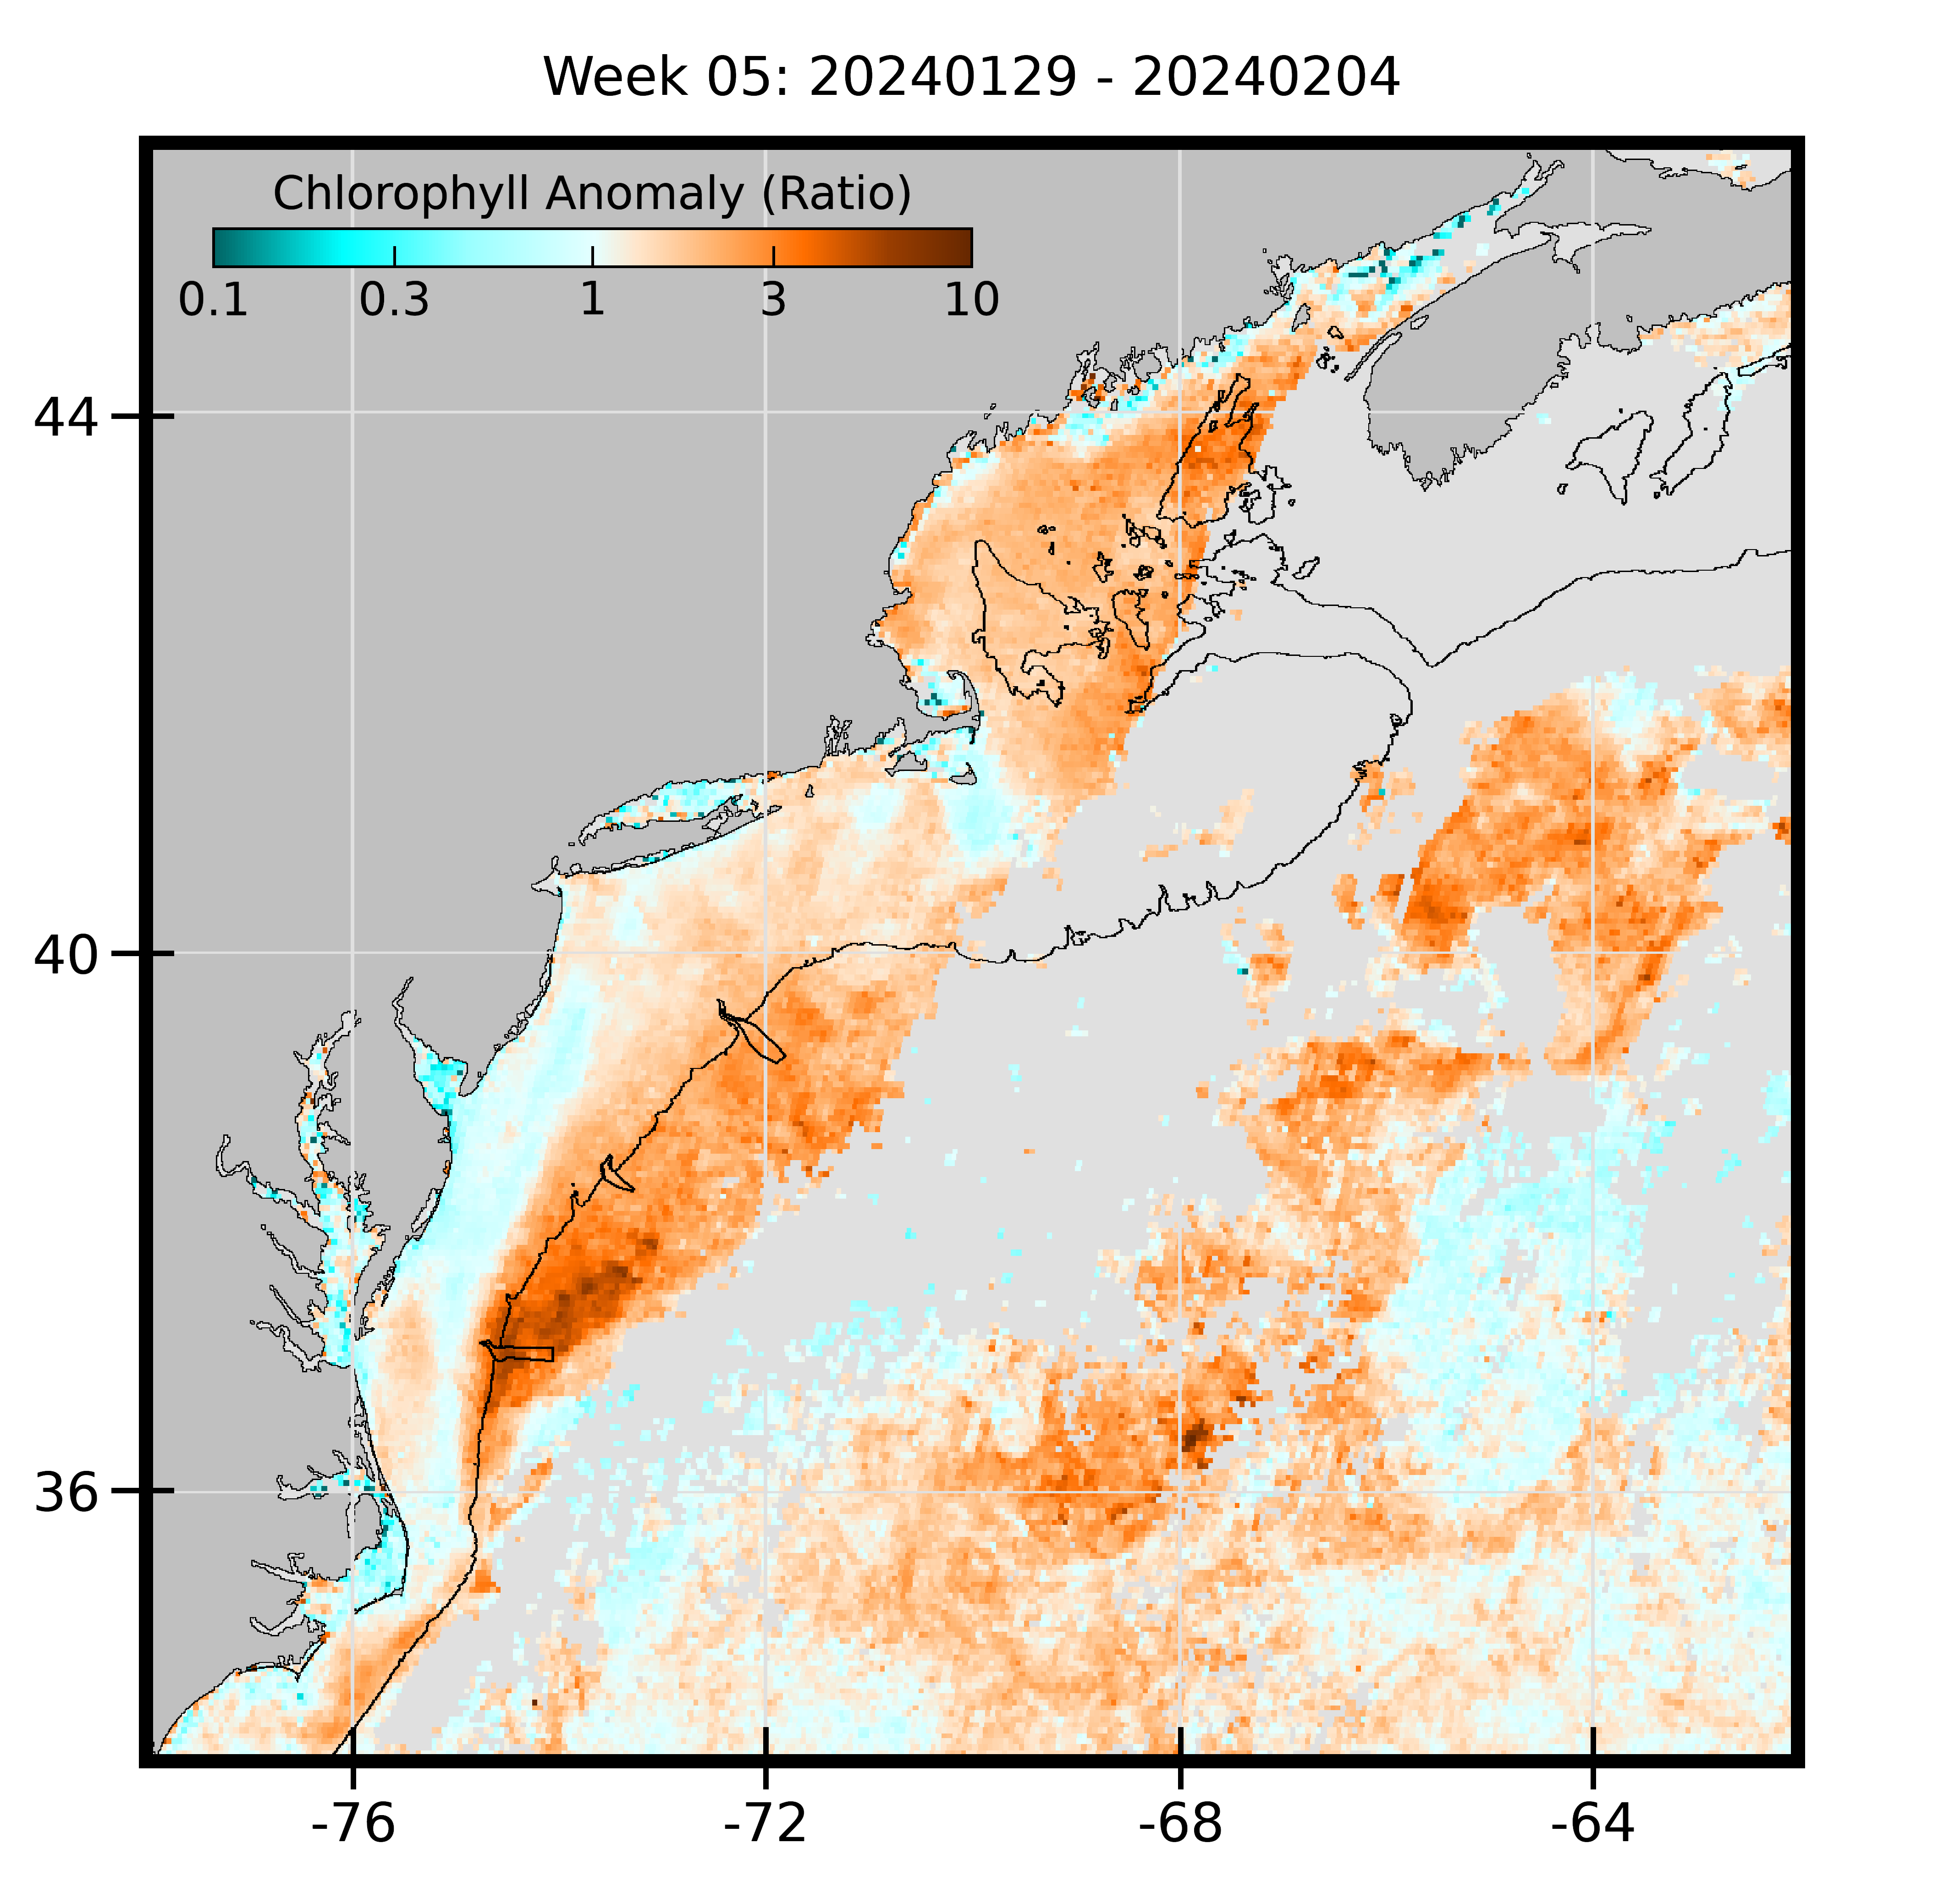 Week 05: 20240129 - 20240204
Chlorophyll Anomaly (Ratio)
0.1 0.3 1 3 10
44
40
36
-76 -72 -68 -64